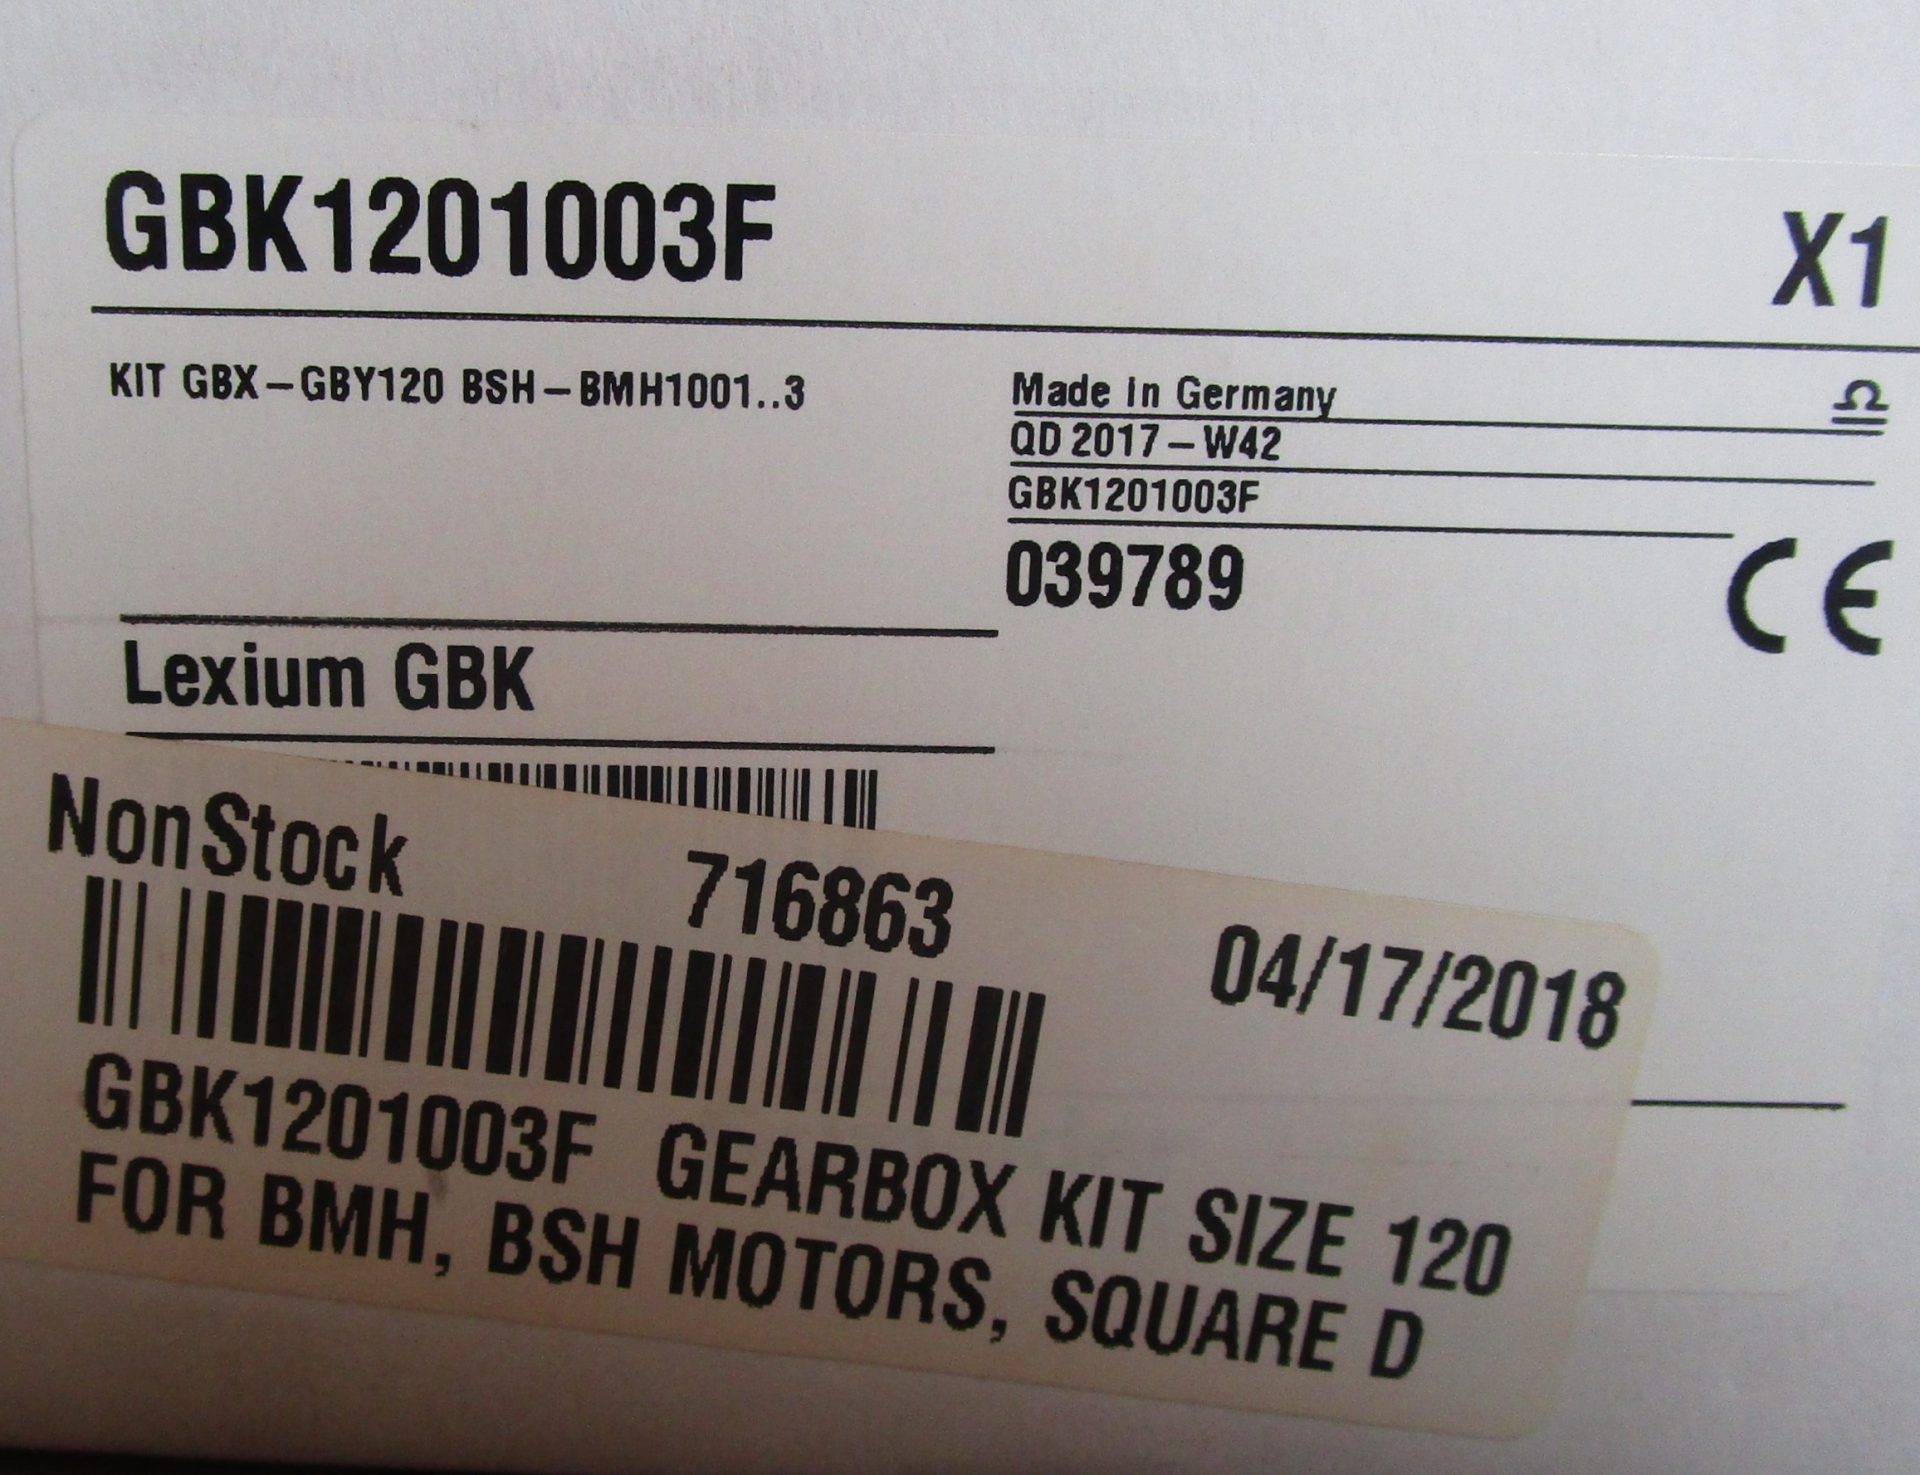 GBK1201003F X1
KIT GBX-GBY120 BSH-BMH1001..3
Made in Germany
QD 2017-W42
GBK1201003F
039789
CE
Lexium GBK
NonStock 716863 04/17/2018
GBK1201003F GEARBOX KIT SIZE 120
FOR BMH, BSH MOTORS, SQUARE D